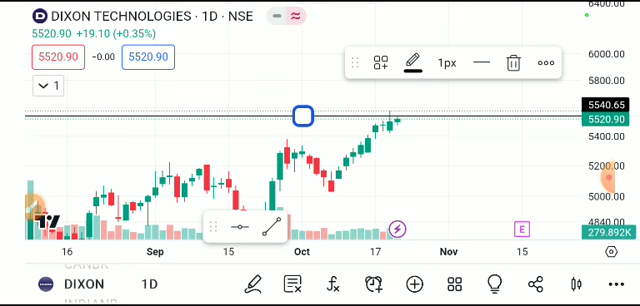 DIXON TECHNOLOGIES · 1D · NSE
5520.90 +19.10 (+0.35%)
5520.90 −0.00 5520.90
1
1px
6400.00
6000.00
5800.00
5540.65
5520.90
5400.00
5200.00
5000.00
4840.00
279.892K
E
16 Sep 15 Oct 17 Nov 15
DIXON 1D